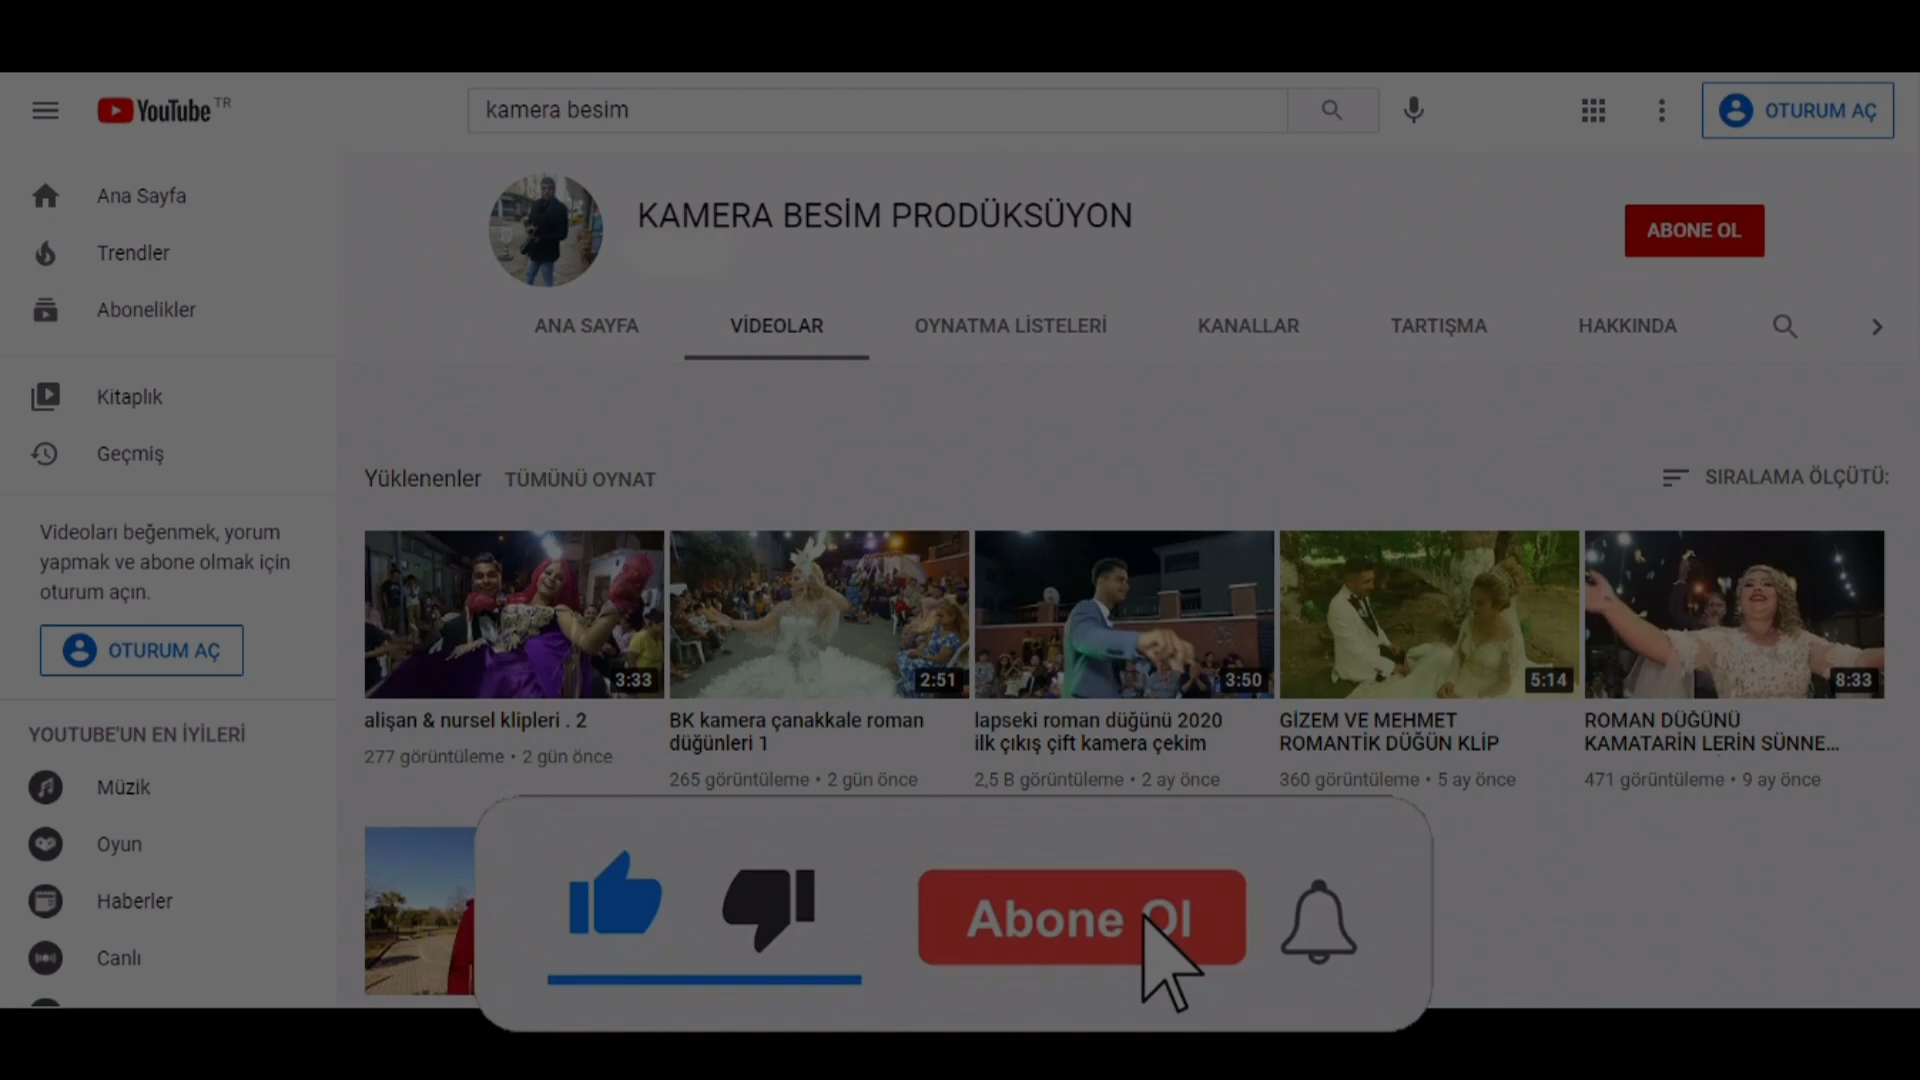 YouTube TR
kamera besim
OTURUM AÇ
Ana Sayfa
Trendler
Abonelikler
Kitaplık
Geçmiş
Videoları beğenmek, yorum
yapmak ve abone olmak için
oturum açın.
OTURUM AÇ
YOUTUBE'UN EN İYİLERİ
Müzik
Oyun
Haberler
Canlı
KAMERA BESİM PRODÜKSÜYON
ABONE OL
ANA SAYFA
VİDEOLAR
OYNATMA LİSTELERİ
KANALLAR
TARTIŞMA
HAKKINDA
Yüklenenler
TÜMÜNÜ OYNAT
SIRALAMA ÖLÇÜTÜ:
3:33
alişan & nursel klipleri . 2
277 görüntüleme • 2 gün önce
2:51
BK kamera çanakkale roman
düğünleri 1
265 görüntüleme • 2 gün önce
3:50
lapseki roman düğünü 2020
ilk çıkış çift kamera çekim
2,5 B görüntüleme • 2 ay önce
5:14
GİZEM VE MEHMET
ROMANTİK DÜĞÜN KLİP
360 görüntüleme • 5 ay önce
8:33
ROMAN DÜĞÜNÜ
KAMATARİN LERİN SÜNNE...
471 görüntüleme • 9 ay önce
Abone Ol